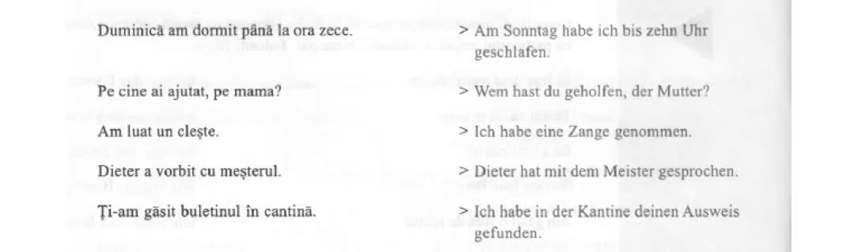 Duminică am dormit până la ora zece.
> Am Sonntag habe ich bis zehn Uhr
geschlafen.
Pe cine ai ajutat, pe mama?
> Wem hast du geholfen, der Mutter?
Am luat un clește.
> Ich habe eine Zange genommen.
Dieter a vorbit cu meșterul.
> Dieter hat mit dem Meister gesprochen.
Ți-am găsit buletinul în cantină.
> Ich habe in der Kantine deinen Ausweis
gefunden.